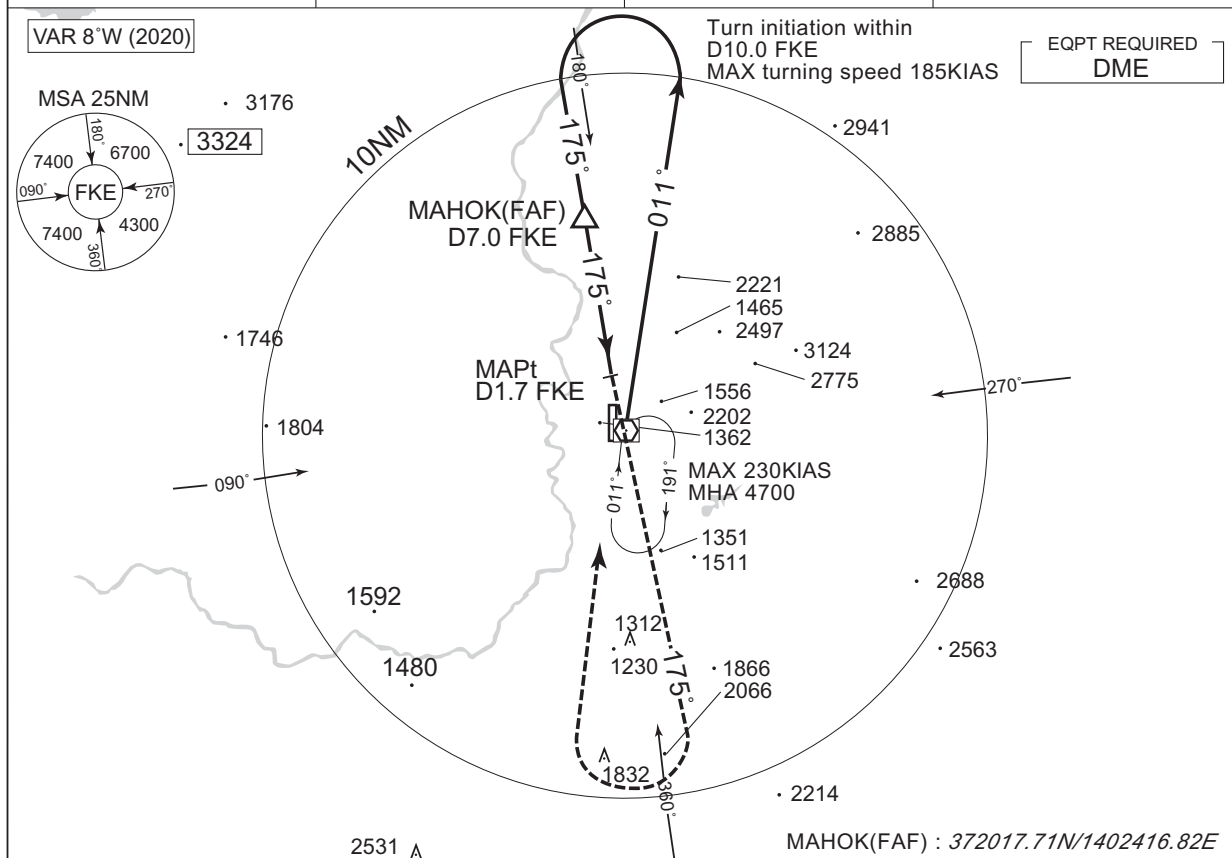 VAR 8°W (2020)
Turn initiation within
D10.0 FKE
MAX turning speed 185KIAS
EQPT REQUIRED
DME
MSA 25NM
180°
7400
6700
090°
FKE
270°
7400
4300
360°
3176
3324
10NM
180°
175°
011°
2941
MAHOK(FAF)
D7.0 FKE
2885
175°
2221
1465
2497
1746
3124
2775
MAPt
D1.7 FKE
270°
1556
2202
1362
1804
090°
011°
191°
MAX 230KIAS
MHA 4700
1351
1511
2688
1592
1312
1230
2563
1480
175°
1866
2066
1832
360°
2214
2531
MAHOK(FAF) : 372017.71N/1402416.82E